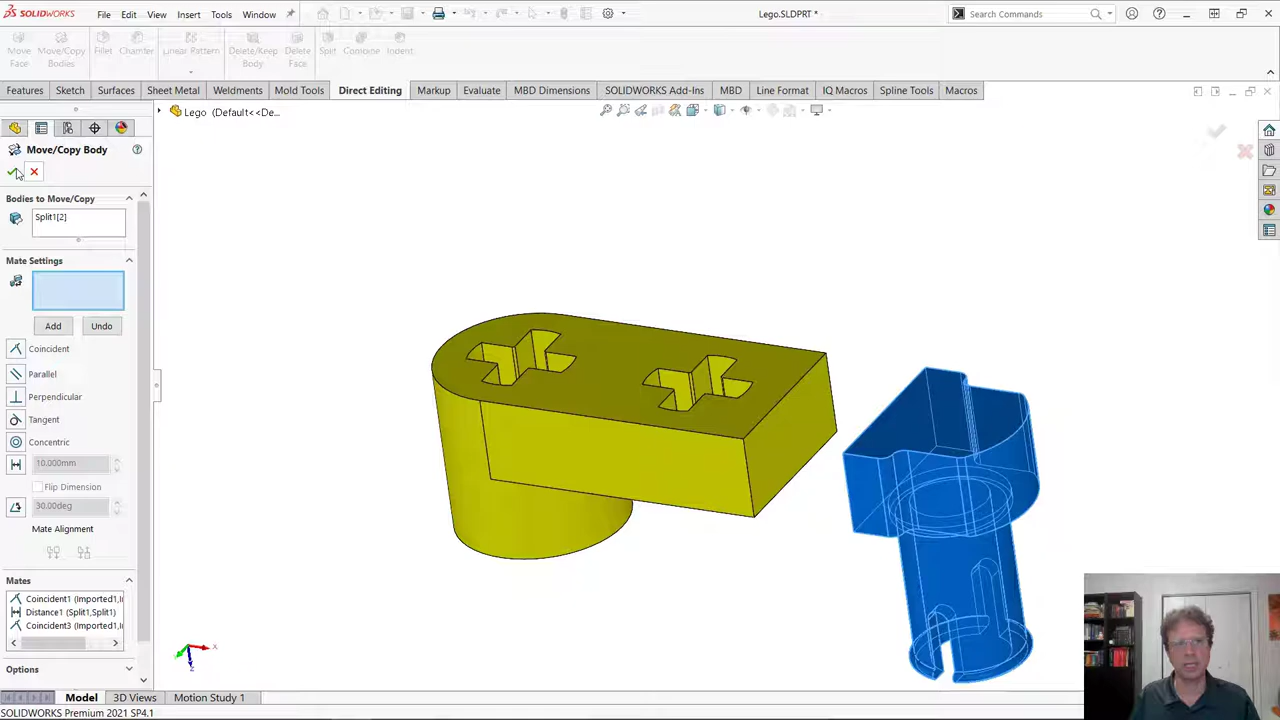 SOLIDWORKS File Edit View Insert Tools Window Lego.SLDPRT * Search Commands
Move Face Move/Copy Bodies Fillet Chamfer Linear Pattern Delete/Keep Body Delete Face Split Combine Indent
Features Sketch Surfaces Sheet Metal Weldments Mold Tools Direct Editing Markup Evaluate MBD Dimensions SOLIDWORKS Add-Ins MBD Line Format IQ Macros Spline Tools Macros
Lego (Default<<De...
Move/Copy Body
Bodies to Move/Copy
Split1[2]
Mate Settings
Add Undo
Coincident
Parallel
Perpendicular
Tangent
Concentric
10.000mm
Flip Dimension
30.00deg
Mate Alignment
Mates
Coincident1 (Imported1,I
Distance1 (Split1,Split1)
Coincident3 (Imported1,I
Options
X
Z
Model 3D Views Motion Study 1
SOLIDWORKS Premium 2021 SP4.1